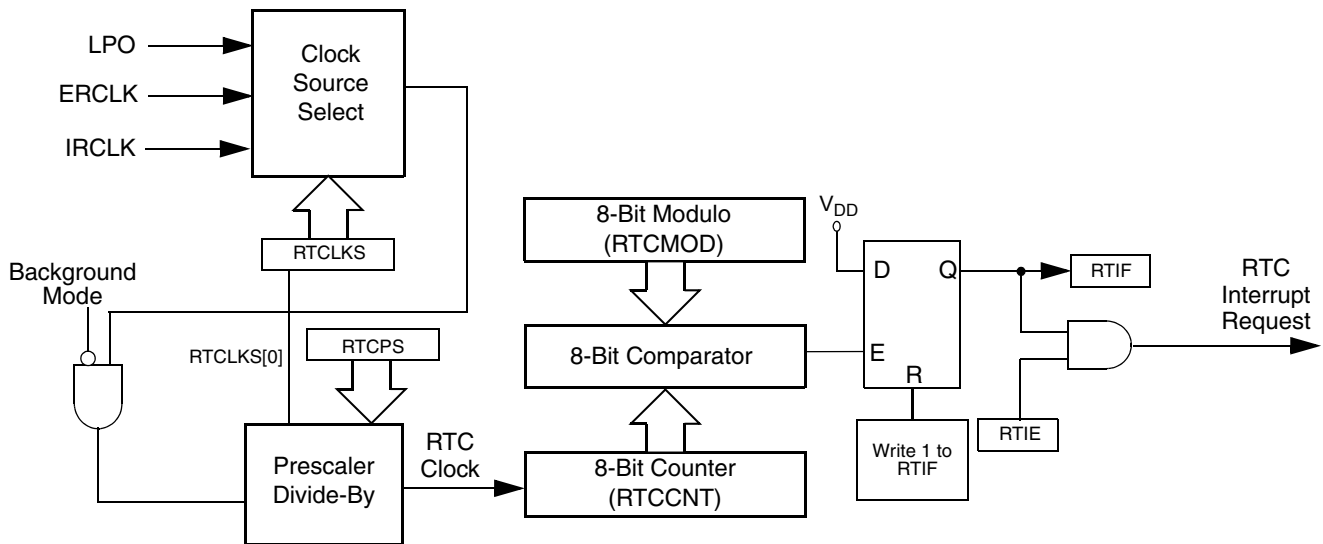 LPO
ERCLK
IRCLK
Clock
Source
Select
RTCLKS
Background
Mode
RTCLKS[0]
RTCPS
Prescaler
Divide-By
RTC
Clock
8-Bit Modulo
(RTCMOD)
8-Bit Comparator
8-Bit Counter
(RTCCNT)
VDD
D
Q
E
R
Write 1 to
RTIF
RTIF
RTIE
RTC
Interrupt
Request